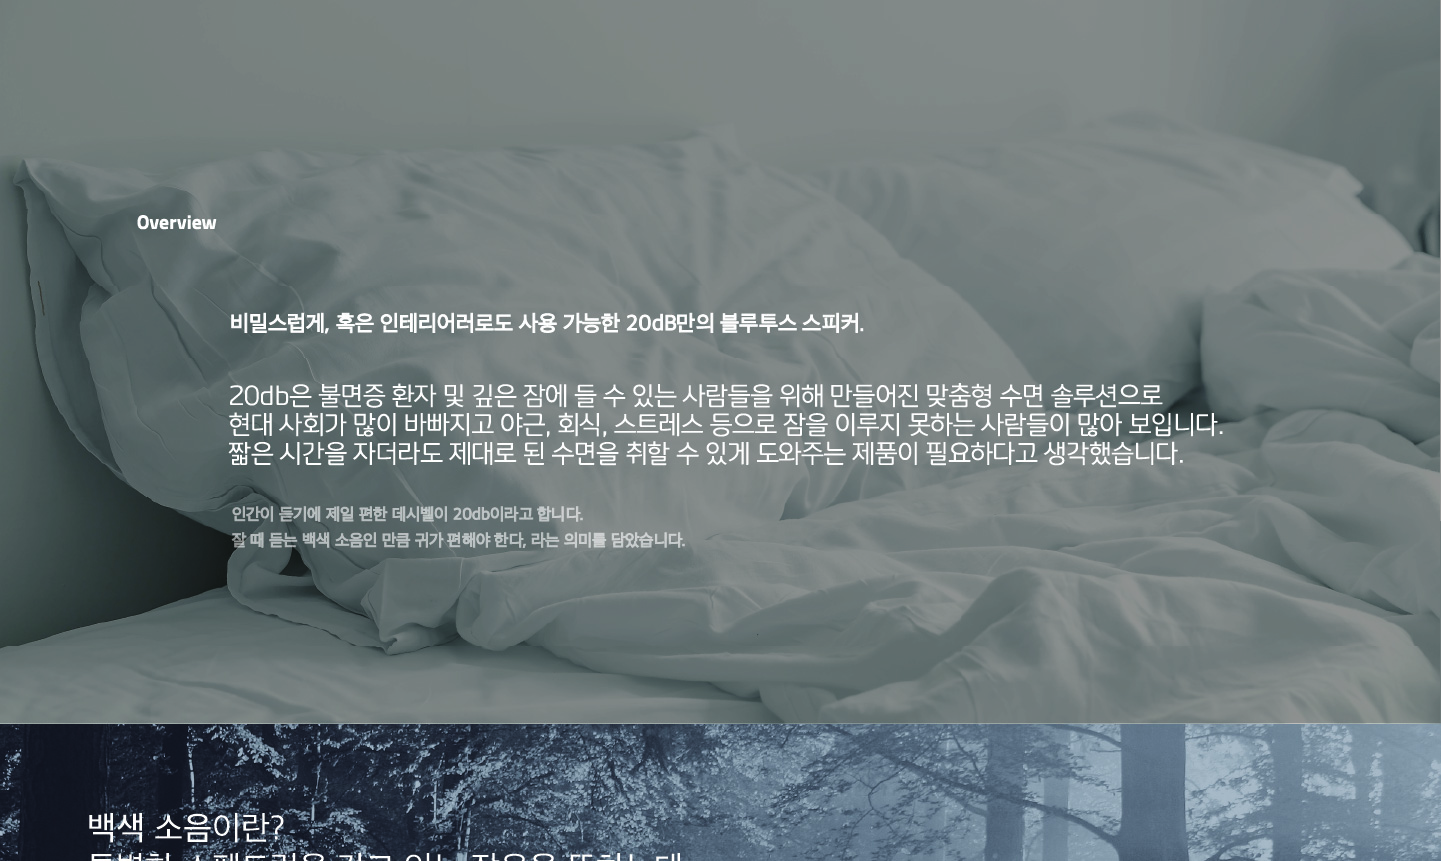 Overview
비밀스럽게, 혹은 인테리어러로도 사용 가능한 20dB만의 블루투스 스피커.
20db은 불면증 환자 및 깊은 잠에 들 수 있는 사람들을 위해 만들어진 맞춤형 수면 솔루션으로
현대 사회가 많이 바빠지고 야근, 회식, 스트레스 등으로 잠을 이루지 못하는 사람들이 많아 보입니다.
짧은 시간을 자더라도 제대로 된 수면을 취할 수 있게 도와주는 제품이 필요하다고 생각했습니다.
인간이 듣기에 제일 편한 데시벨이 20db이라고 합니다.
잘 때 듣는 백색 소음인 만큼 귀가 편해야 한다, 라는 의미를 담았습니다.
백색 소음이란?